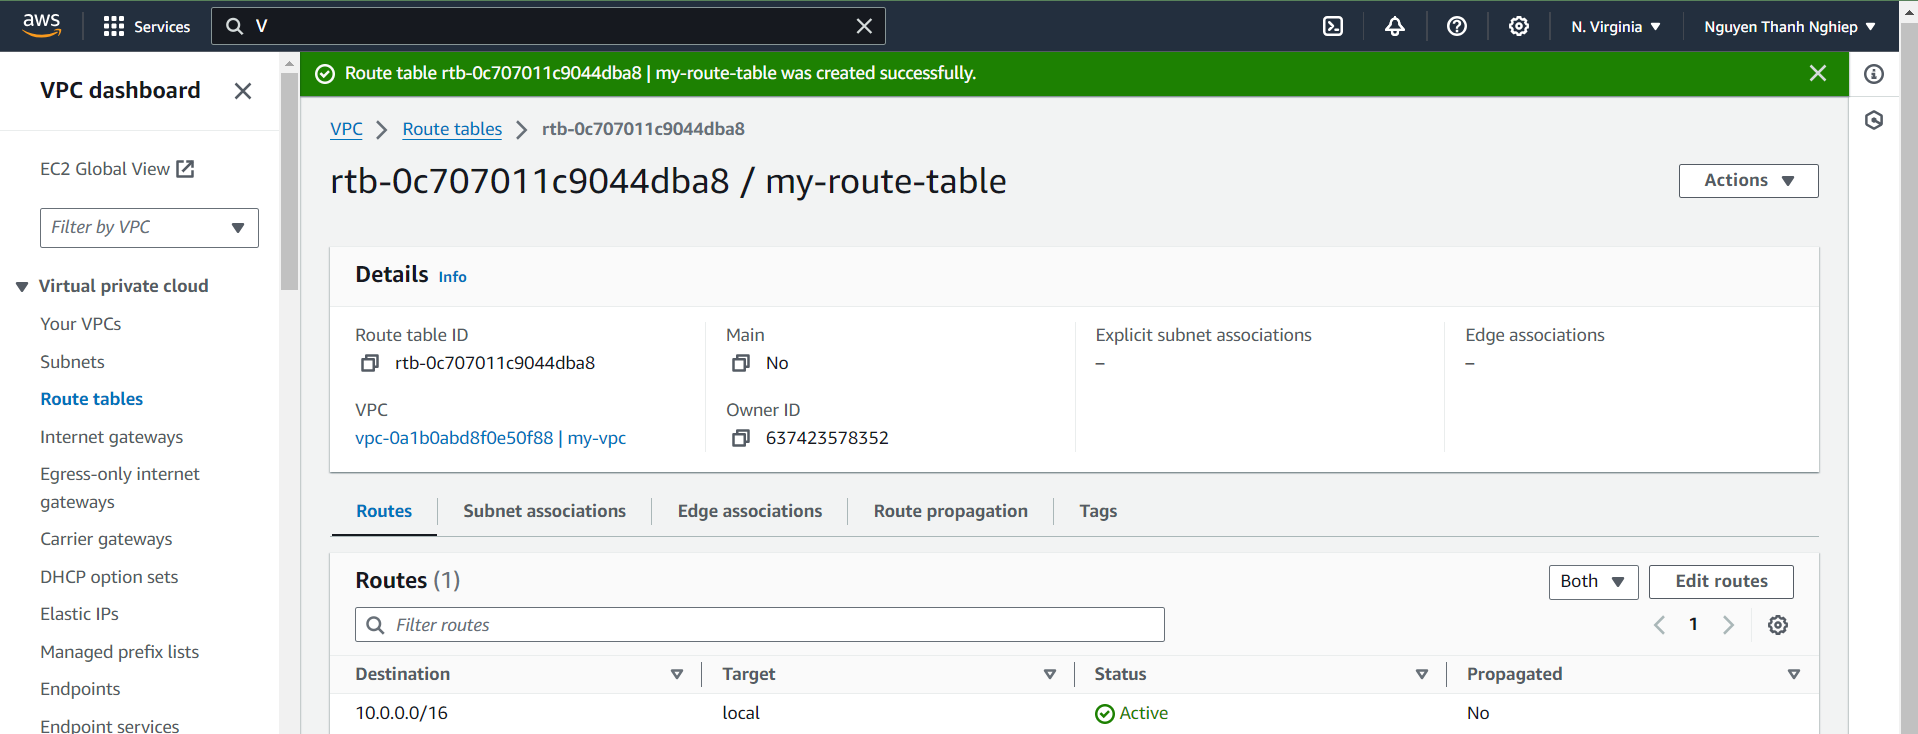 aws
Services
V
N. Virginia
Nguyen Thanh Nghiep
VPC dashboard
EC2 Global View
Filter by VPC
Virtual private cloud
Your VPCs
Subnets
Route tables
Internet gateways
Egress-only internet
gateways
Carrier gateways
DHCP option sets
Elastic IPs
Managed prefix lists
Endpoints
Endpoint services
Route table rtb-0c707011c9044dba8 | my-route-table was created successfully.
VPC
Route tables
rtb-0c707011c9044dba8
rtb-0c707011c9044dba8 / my-route-table
Actions
Details Info
Route table ID
rtb-0c707011c9044dba8
Main
No
Explicit subnet associations
–
Edge associations
–
VPC
vpc-0a1b0abd8f0e50f88 | my-vpc
Owner ID
637423578352
Routes
Subnet associations
Edge associations
Route propagation
Tags
Routes (1)
Both
Edit routes
Filter routes
1
Destination
Target
Status
Propagated
10.0.0.0/16
local
Active
No